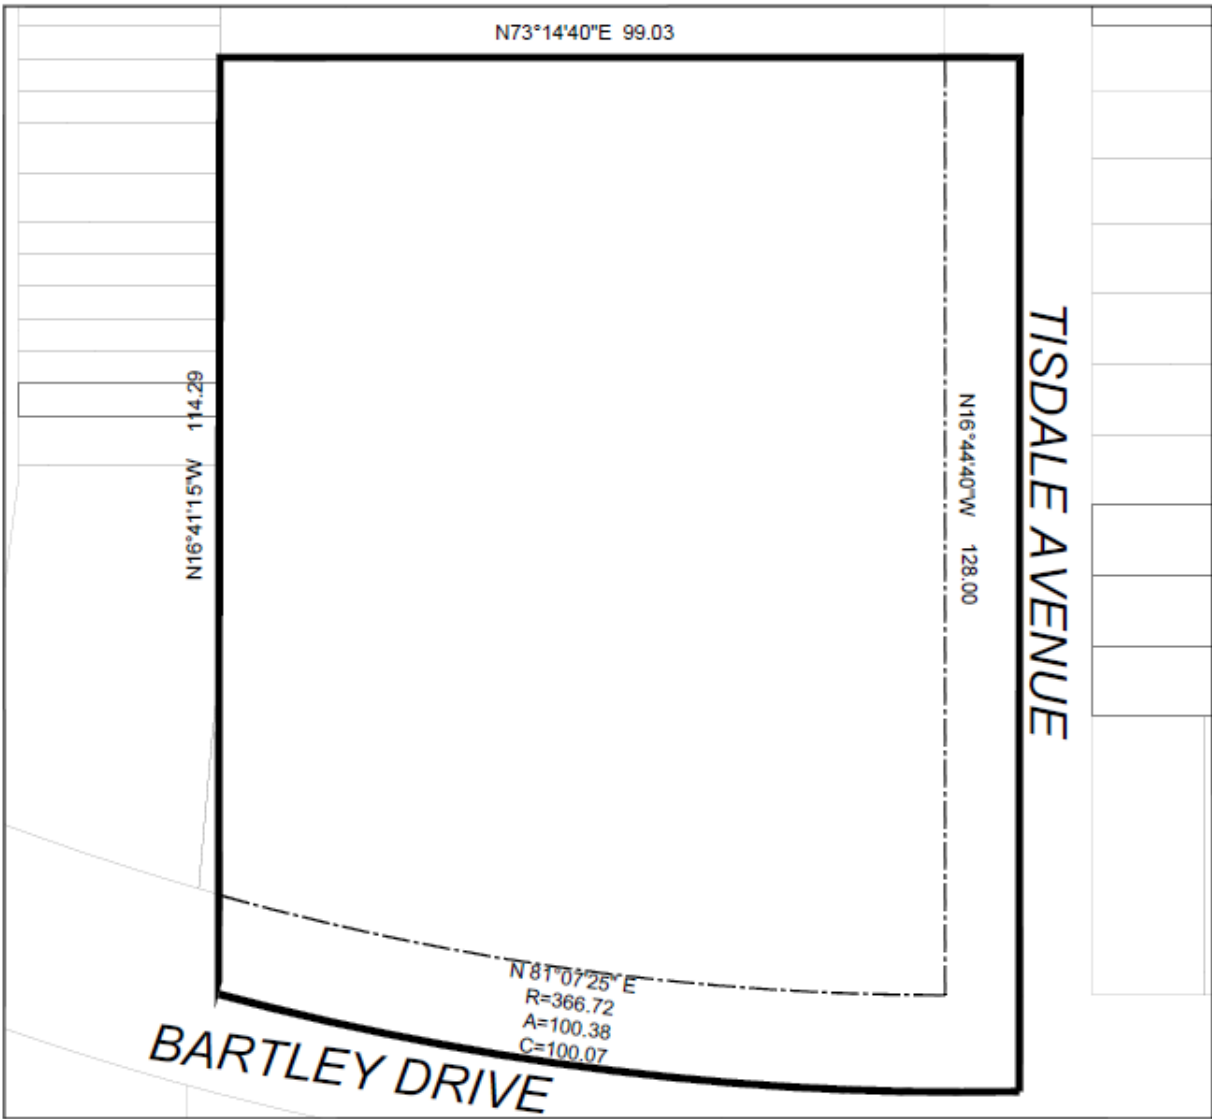 N73°14'40"E 99.03
N16°41'15"W 114.29
N16°44'40"W 128.00
TISDALE AVENUE
N 81°07'25" E
R=366.72
A=100.38
C=100.07
BARTLEY DRIVE